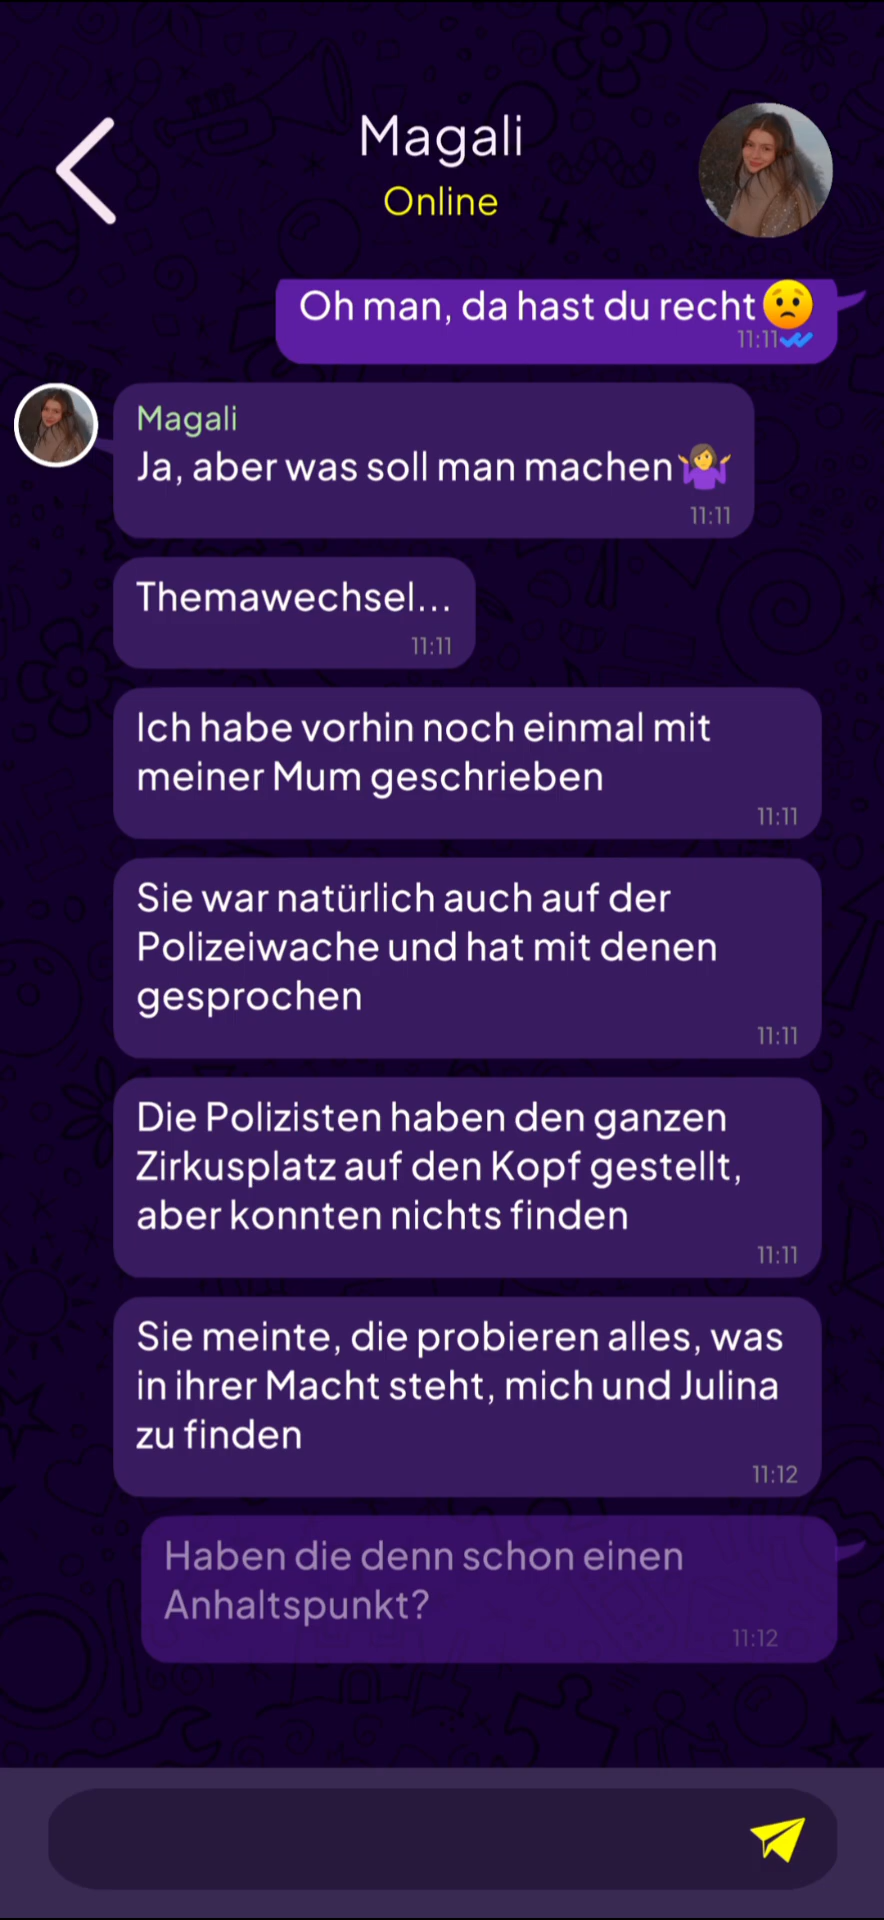 Magali
Online
Oh man, da hast du recht😟
11:11
Magali
Ja, aber was soll man machen🤷‍♀️
11:11
Themawechsel...
11:11
Ich habe vorhin noch einmal mit
meiner Mum geschrieben
11:11
Sie war natürlich auch auf der
Polizeiwache und hat mit denen
gesprochen
11:11
Die Polizisten haben den ganzen
Zirkusplatz auf den Kopf gestellt,
aber konnten nichts finden
11:11
Sie meinte, die probieren alles, was
in ihrer Macht steht, mich und Julina
zu finden
11:12
Haben die denn schon einen
Anhaltspunkt?
11:12